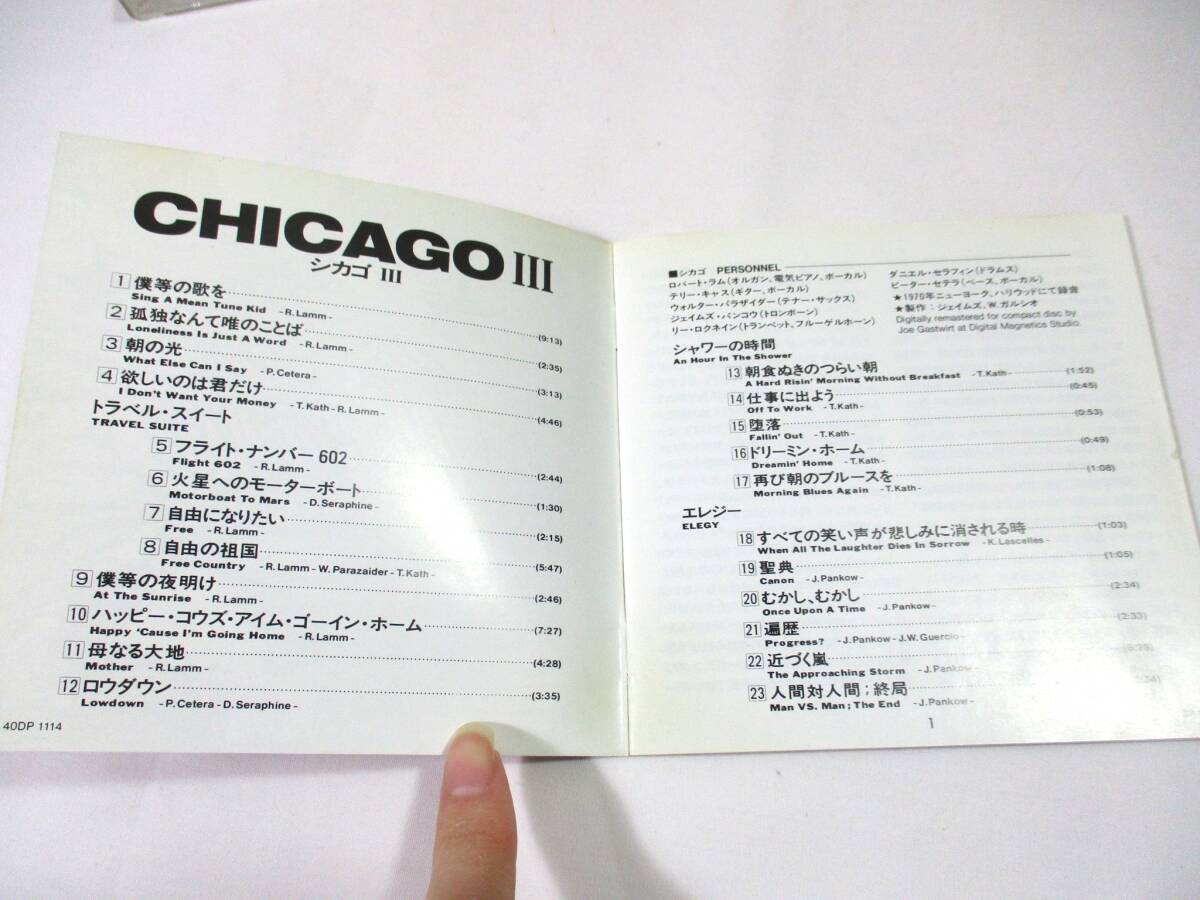 CHICAGO III
シカゴ III
1 僕等の歌を (9:13)
Sing A Mean Tune Kid -R.Lamm-
2 孤独なんて唯のことば (2:35)
Loneliness Is Just A Word -R.Lamm-
3 朝の光 (3:13)
What Else Can I Say -P.Cetera-
4 欲しいのは君だけ (4:46)
I Don't Want Your Money -T.Kath-R.Lamm-
トラベル・スイート
TRAVEL SUITE
5 フライト・ナンバー 602 (2:44)
Flight 602 -R.Lamm-
6 火星へのモーターボート (1:30)
Motorboat To Mars -D.Seraphine-
7 自由になりたい (2:15)
Free -R.Lamm-
8 自由の祖国 (5:47)
Free Country -R.Lamm-W.Parazaider-T.Kath-
9 僕等の夜明け (2:46)
At The Sunrise -R.Lamm-
10 ハッピー・コウズ・アイム・ゴーイン・ホーム (7:27)
Happy 'Cause I'm Going Home -R.Lamm-
11 母なる大地 (4:28)
Mother -R.Lamm-
12 ロウダウン (3:35)
Lowdown -P.Cetera-D.Seraphine-
40DP 1114
■シカゴ PERSONNEL
ロバート・ラム(オルガン、電気ピアノ、ボーカル)
テリー・キャス(ギター、ボーカル)
ウォルター・パラザイダー(テナー・サックス)
ジェイムズ・パンコウ(トロンボーン)
リー・ロクネイン(トランペット、フルーゲルホーン)
ダニエル・セラフィン(ドラムズ)
ピーター・セテラ(ベース、ボーカル)
★1970年ニューヨーク、ハリウッドにて録音
★製作:ジェイムズ、W.ガルシオ
Digitally remastered for compact disc by
Joe Gastwirt at Digital Magnetics Studio.
シャワーの時間
An Hour In The Shower
13 朝食ぬきのつらい朝 (1:52)
A Hard Risin' Morning Without Breakfast -T.Kath-
14 仕事に出よう (0:45)
Off To Work -T.Kath-
15 堕落 (0:53)
Fallin' Out -T.Kath-
16 ドリーミン・ホーム (0:49)
Dreamin' Home -T.Kath-
17 再び朝のブルースを (1:08)
Morning Blues Again -T.Kath-
エレジー
ELEGY
18 すべての笑い声が悲しみに消される時 (1:03)
When All The Laughter Dies In Sorrow -K.Lascelles-
19 聖典 (1:05)
Canon -J.Pankow-
20 むかし、むかし (2:34)
Once Upon A Time -J.Pankow-
21 遍歴 (2:33)
Progress? -J.Pankow-J.W.Guercio-
22 近づく嵐
The Approaching Storm -J.Pankow-
23 人間対人間;終局
Man VS. Man;The End -J.Pankow-
1